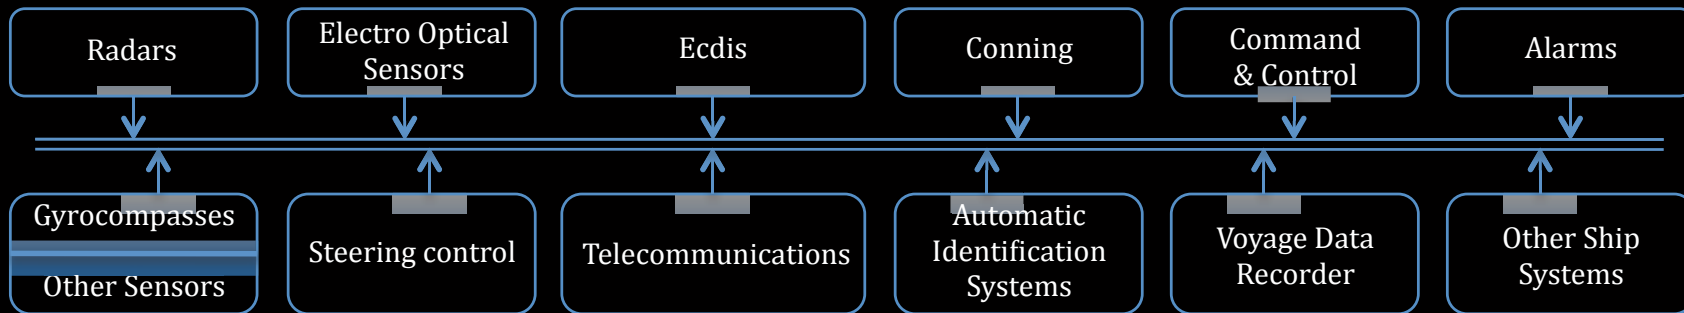 Radars
Electro Optical
Sensors
Ecdis
Conning
Command
& Control
Alarms
Gyrocompasses
Other Sensors
Steering control
Telecommunications
Automatic
Identification
Systems
Voyage Data
Recorder
Other Ship
Systems